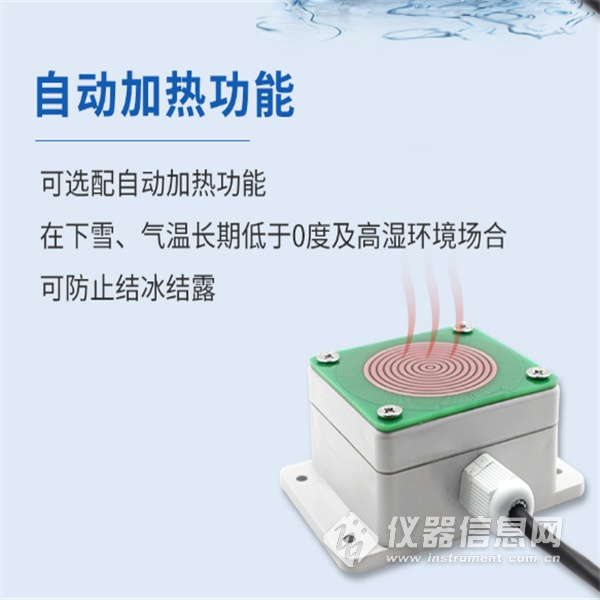 自动加热功能
可选配自动加热功能
在下雪、气温长期低于0度及高湿环境场合
可防止结冰结露
仪器信息网
www.instrument.com.cn